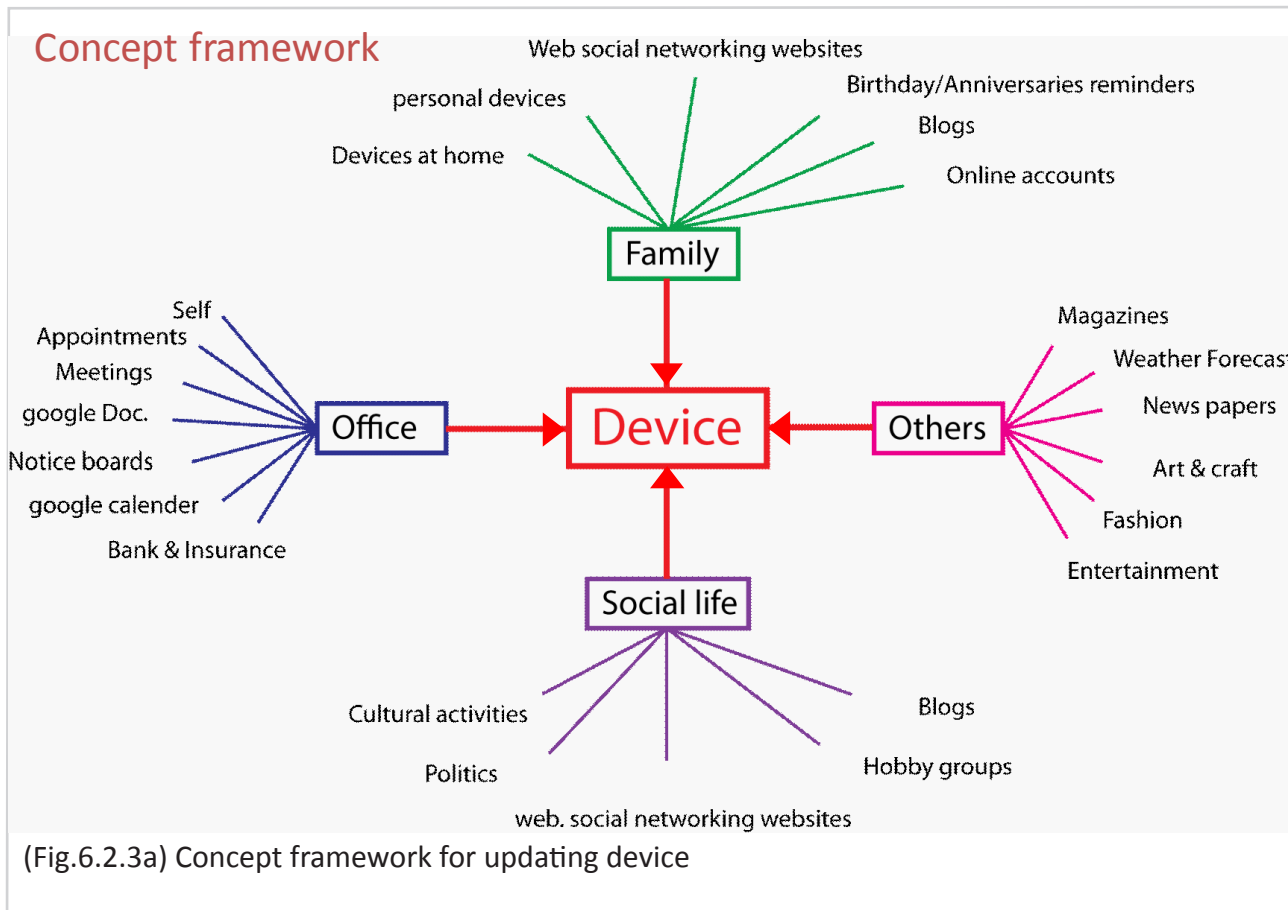 Concept framework
Web social networking websites
personal devices
Birthday/Anniversaries reminders
Blogs
Devices at home
Online accounts
Family
Self
Appointments
Meetings
google Doc.
Notice boards
google calender
Bank & Insurance
Office
Device
Others
Magazines
Weather Forecast
News papers
Art & craft
Fashion
Entertainment
Social life
Cultural activities
Politics
web. social networking websites
Hobby groups
Blogs
(Fig.6.2.3a) Concept framework for updating device